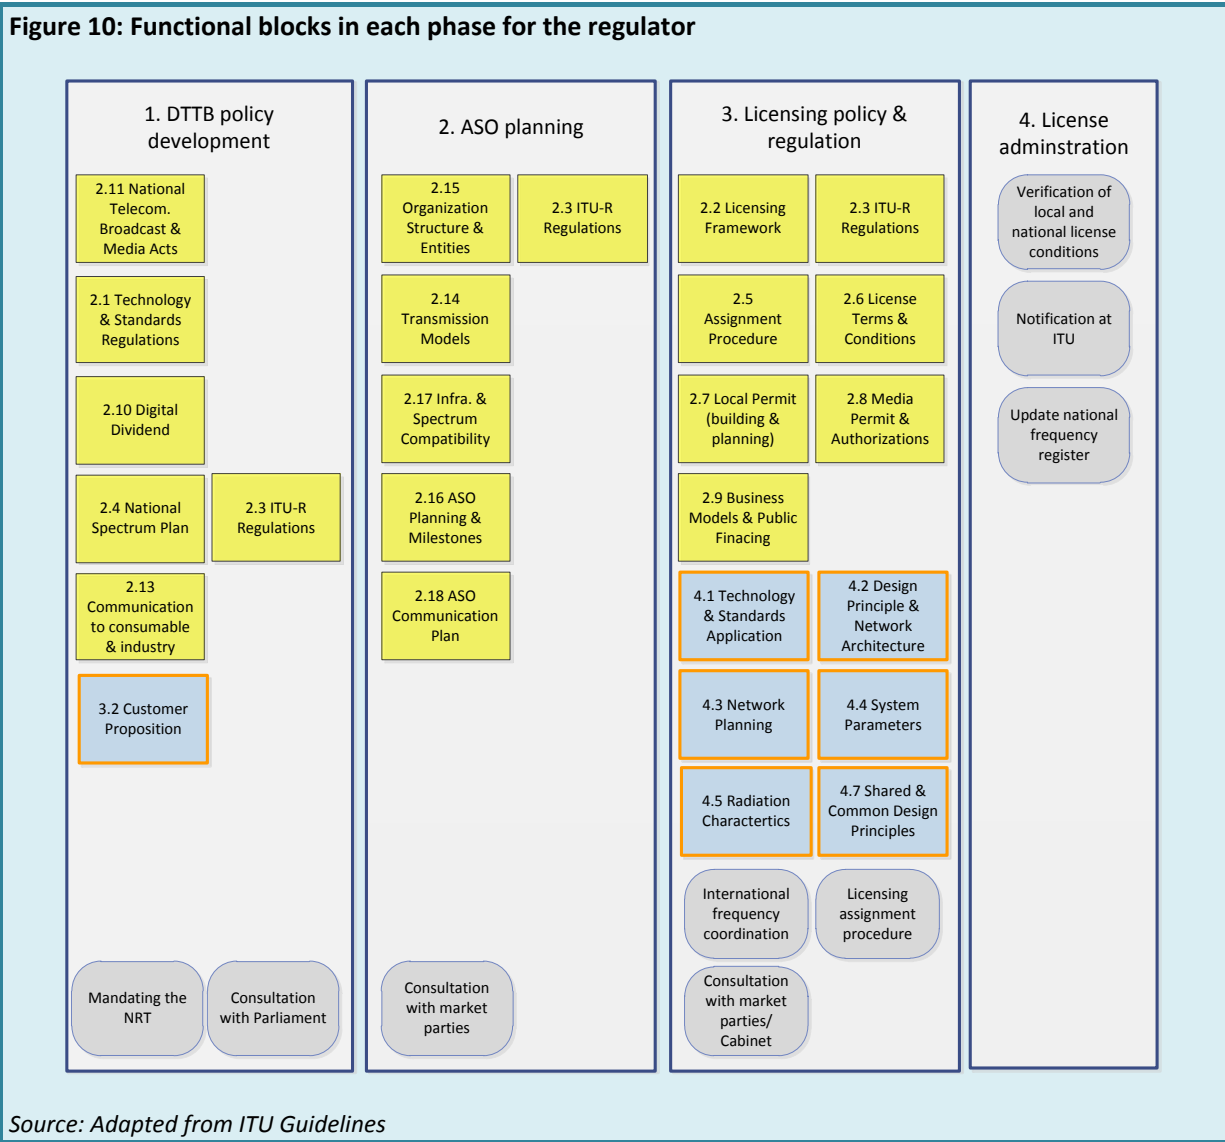 Figure 10: Functional blocks in each phase for the regulator
1. DTTB policy
development
2.11 National
Telecom.
Broadcast &
Media Acts
2.1 Technology
& Standards
Regulations
2.10 Digital
Dividend
2.4 National
Spectrum Plan
2.3 ITU-R
Regulations
2.13
Communication
to consumable
& industry
3.2 Customer
Proposition
Mandating the
NRT
Consultation
with Parliament
2. ASO planning
2.15
Organization
Structure &
Entities
2.3 ITU-R
Regulations
2.14
Transmission
Models
2.17 Infra. &
Spectrum
Compatibility
2.16 ASO
Planning &
Milestones
2.18 ASO
Communication
Plan
Consultation
with market
parties
3. Licensing policy &
regulation
2.2 Licensing
Framework
2.3 ITU-R
Regulations
2.5
Assignment
Procedure
2.6 License
Terms &
Conditions
2.7 Local Permit
(building &
planning)
2.8 Media
Permit &
Authorizations
2.9 Business
Models & Public
Finacing
4.1 Technology
& Standards
Application
4.2 Design
Principle &
Network
Architecture
4.3 Network
Planning
4.4 System
Parameters
4.5 Radiation
Charactertics
4.7 Shared &
Common Design
Principles
International
frequency
coordination
Licensing
assignment
procedure
Consultation
with market
parties/
Cabinet
4. License
adminstration
Verification of
local and
national license
conditions
Notification at
ITU
Update national
frequency
register
Source: Adapted from ITU Guidelines